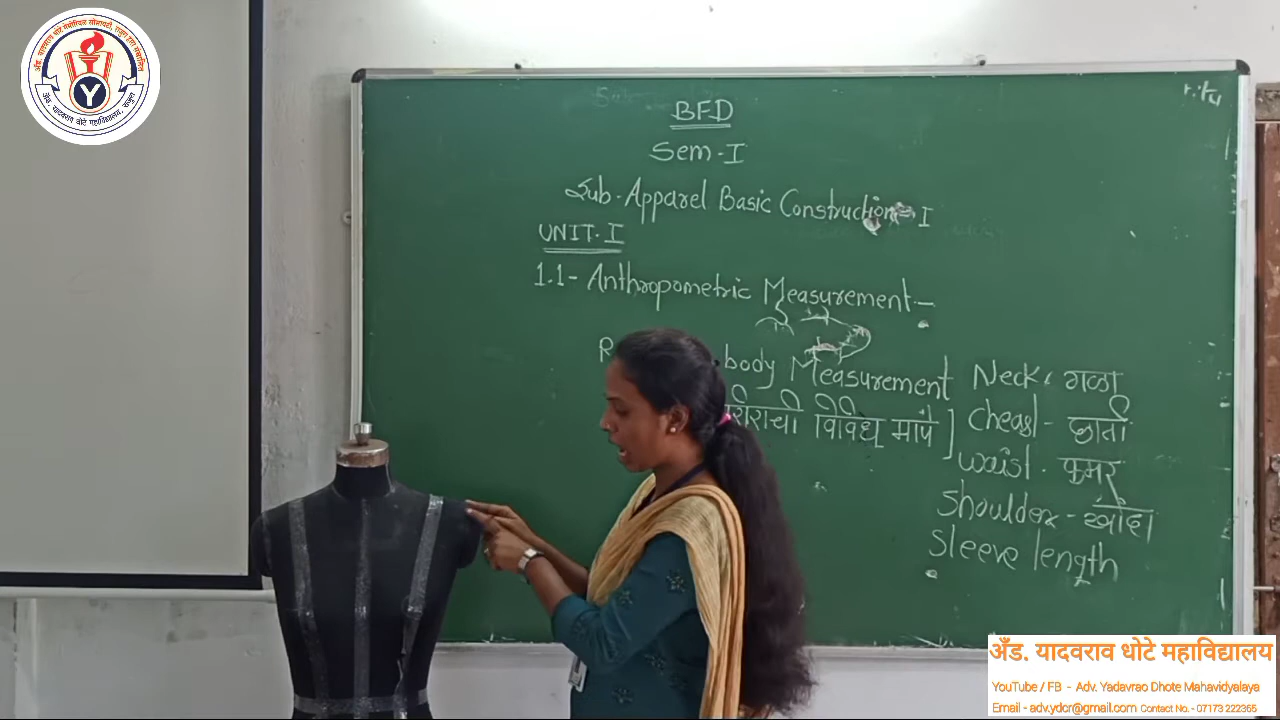 BFD
Sem - I
Sub - Apparel Basic Construction - I
UNIT - I
1.1 - Anthropometric Measurement -
body Measurement
विविध मापे ]
Neck - गळा
cheast - छाती
waist - कमर
shoulder - खांदा
sleeve length
Y
अँड. यादवराव धोटे महाविद्यालय
YouTube / FB - Adv. Yadavrao Dhote Mahavidyalaya
Email - adv.ydcr@gmail.com Contact No. - 07173 222365